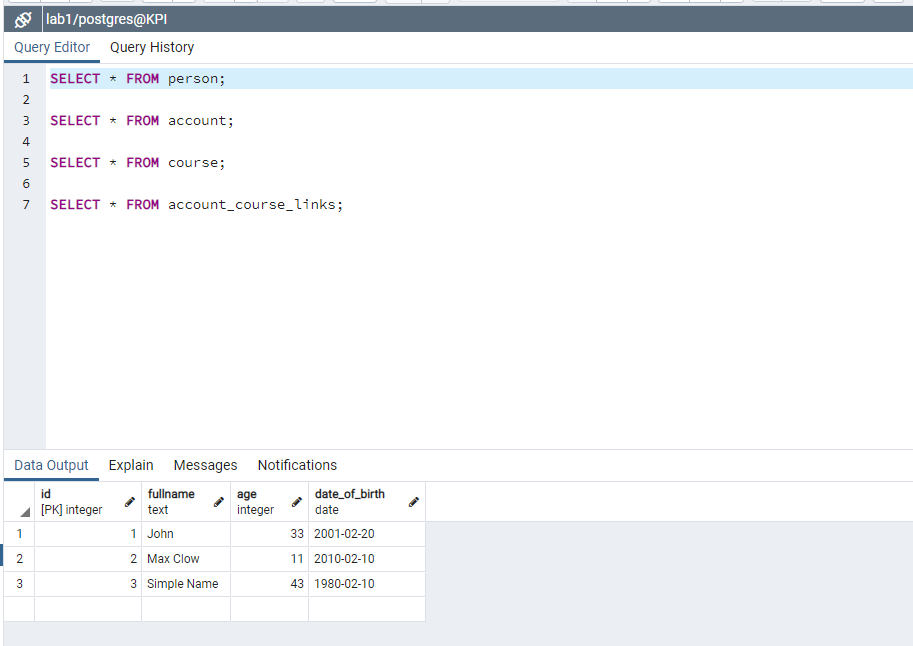 lab1/postgres@KPI
Query Editor Query History
1 SELECT * FROM person;
2
3 SELECT * FROM account;
4
5 SELECT * FROM course;
6
7 SELECT * FROM account_course_links;
Data Output Explain Messages Notifications
id fullname age date_of_birth
[PK] integer text integer date
1 1 John 33 2001-02-20
2 2 Max Clow 11 2010-02-10
3 3 Simple Name 43 1980-02-10